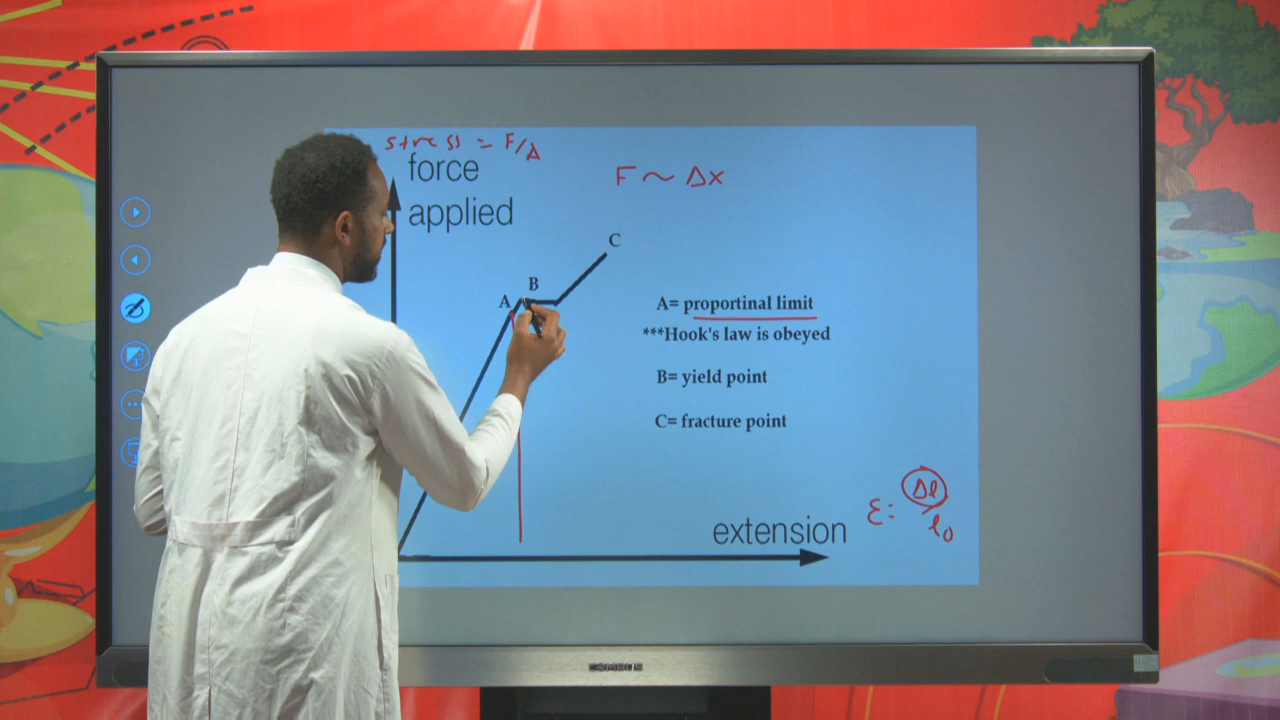 stress = F/A
force
applied
F ~ Δx
C
B
A
A= proportinal limit
***Hook's law is obeyed
B= yield point
C= fracture point
ε = Δl/l₀
extension